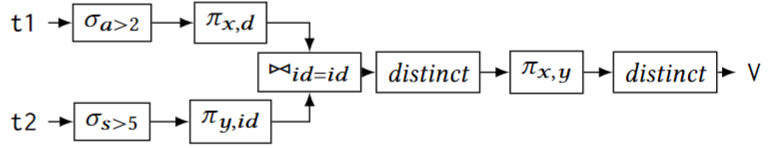 t1 σa>2 πx,d
⋈id=id distinct πx,y distinct V
t2 σs>5 πy,id